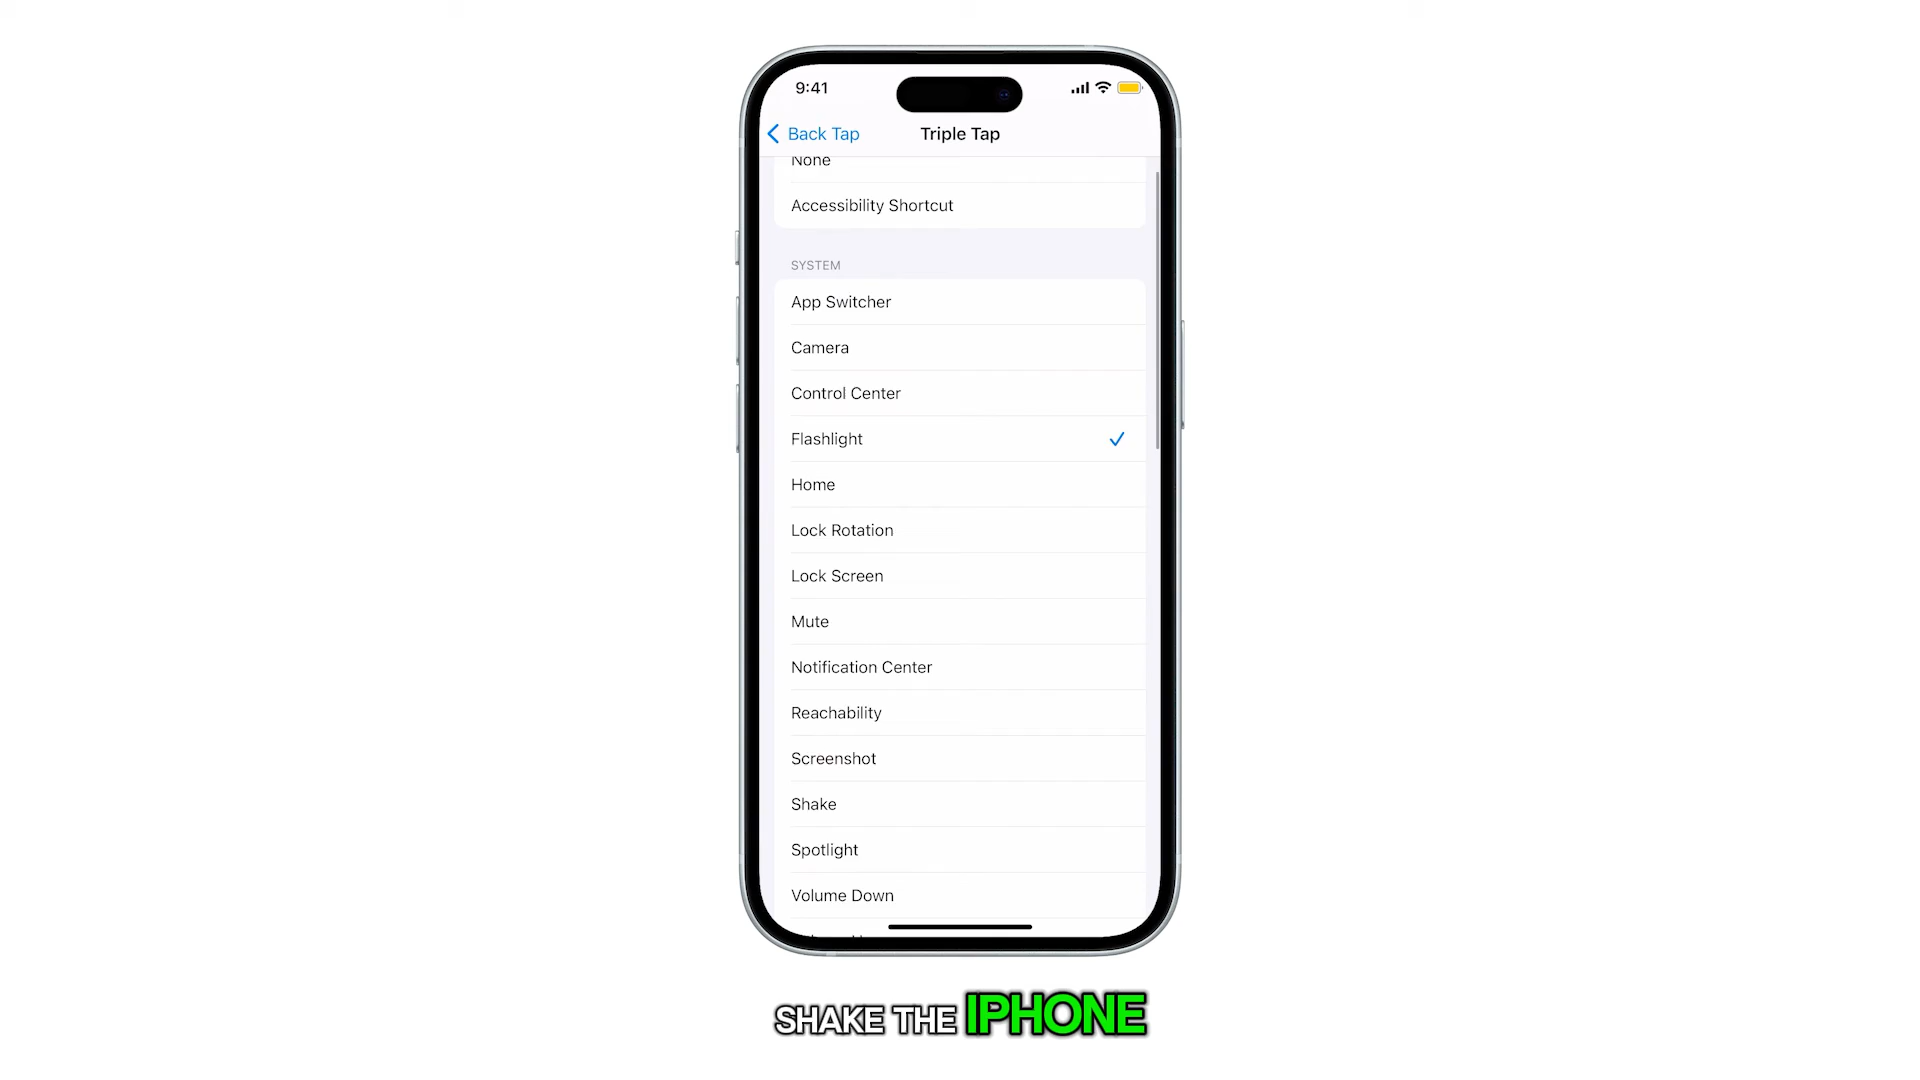 9:41
Back Tap
Triple Tap
None
Accessibility Shortcut
SYSTEM
App Switcher
Camera
Control Center
Flashlight
Home
Lock Rotation
Lock Screen
Mute
Notification Center
Reachability
Screenshot
Shake
Spotlight
Volume Down
SHAKE THE IPHONE